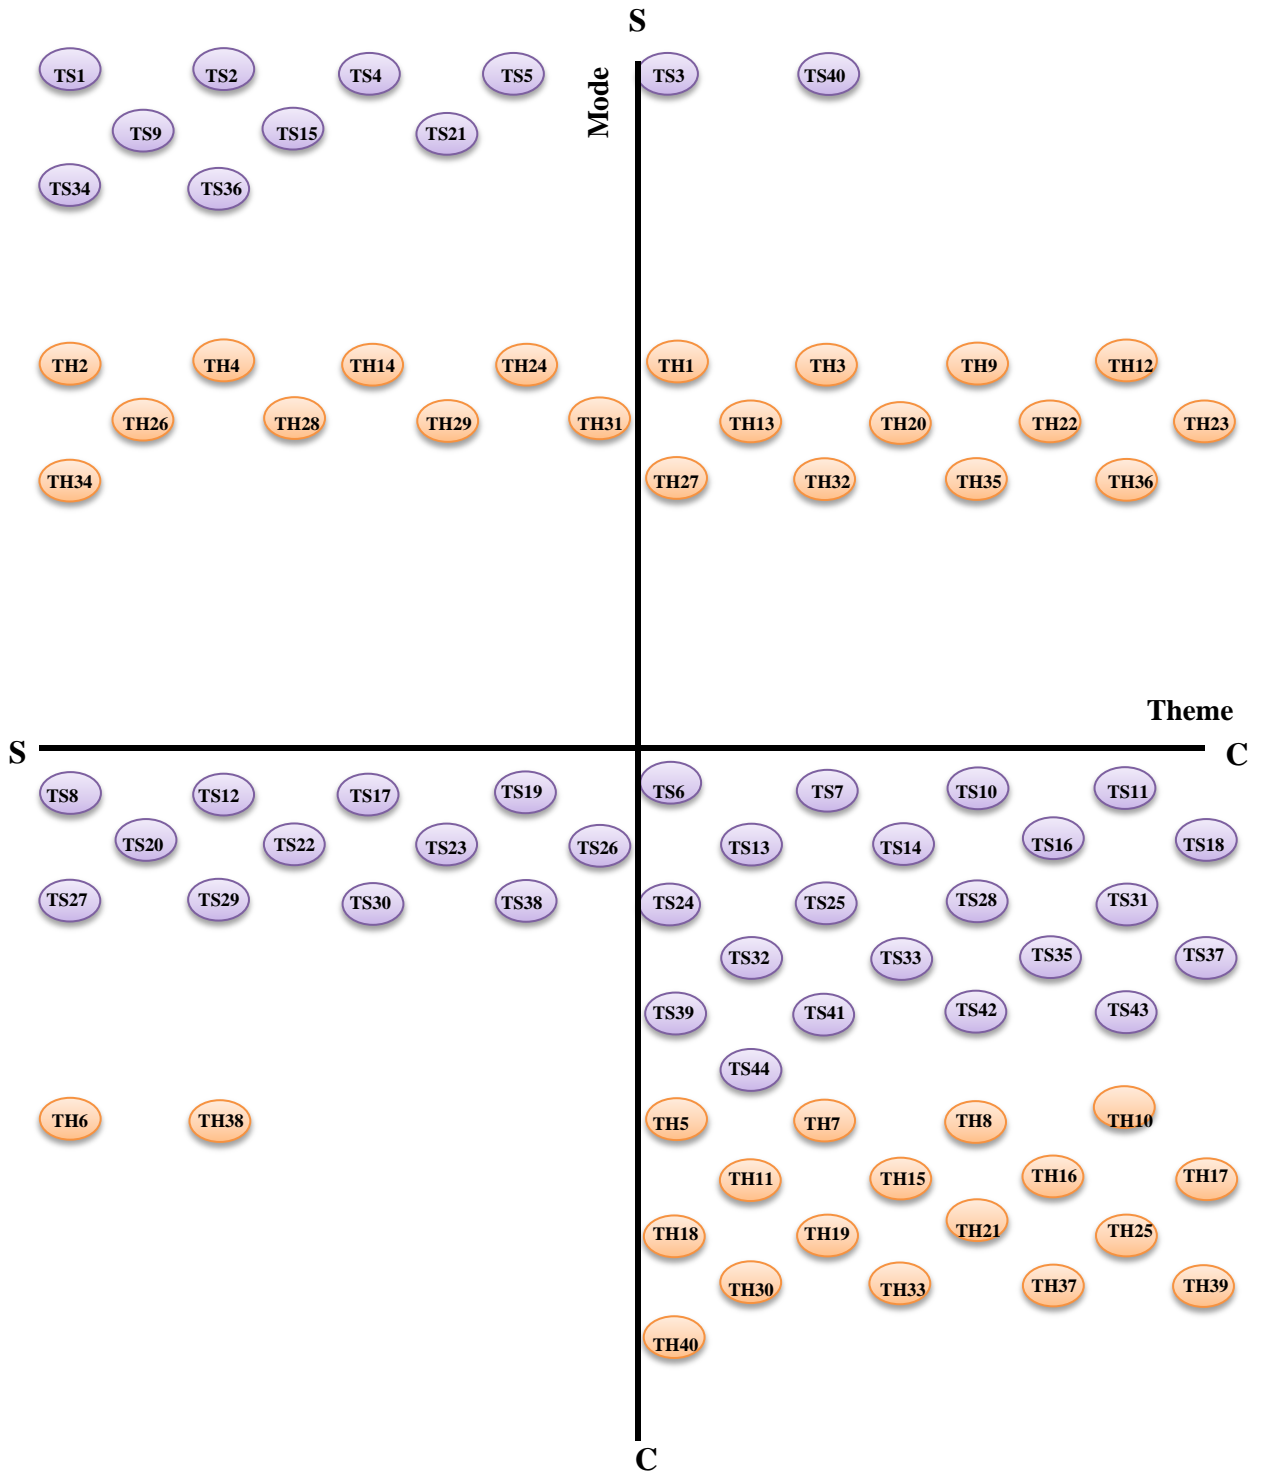 S
Mode
TS1 TS2 TS4 TS5 TS3 TS40
TS9 TS15 TS21
TS34 TS36
TH2 TH4 TH14 TH24 TH1 TH3 TH9 TH12
TH26 TH28 TH29 TH31 TH13 TH20 TH22 TH23
TH34 TH27 TH32 TH35 TH36
Theme
S C
TS8 TS12 TS17 TS19 TS6 TS7 TS10 TS11
TS20 TS22 TS23 TS26 TS13 TS14 TS16 TS18
TS27 TS29 TS30 TS38 TS24 TS25 TS28 TS31
TS32 TS33 TS35 TS37
TS39 TS41 TS42 TS43
TS44
TH6 TH38 TH5 TH7 TH8 TH10
TH11 TH15 TH16 TH17
TH18 TH19 TH21 TH25
TH30 TH33 TH37 TH39
TH40
C